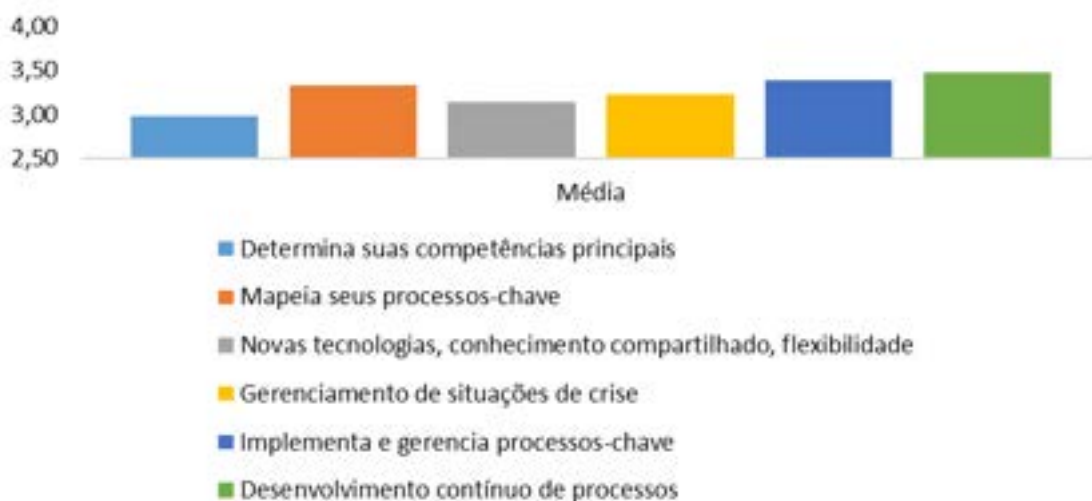 4,00
3,50
3,00
2,50
Média
Determina suas competências principais
Mapeia seus processos-chave
Novas tecnologias, conhecimento compartilhado, flexibilidade
Gerenciamento de situações de crise
Implementa e gerencia processos-chave
Desenvolvimento contínuo de processos